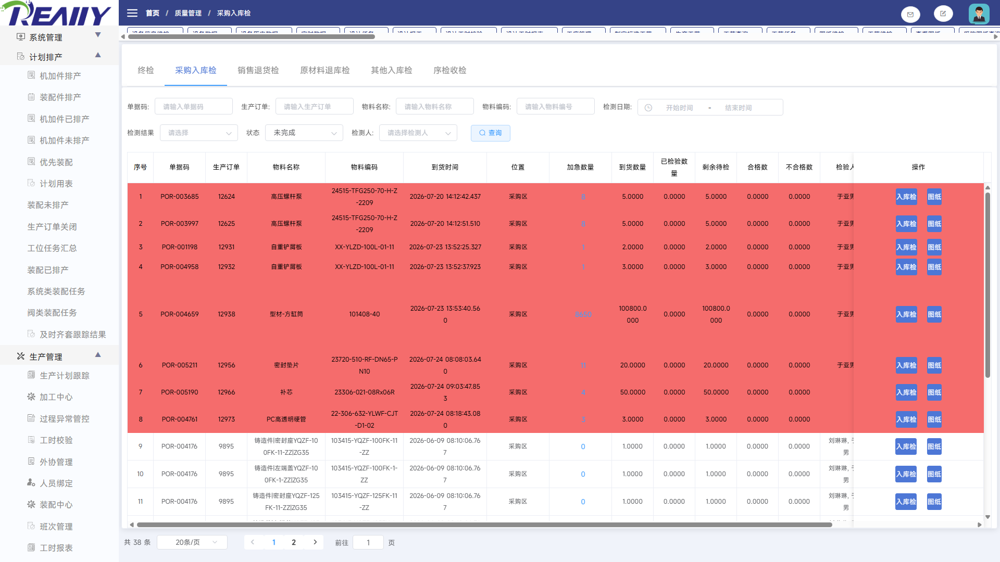 REAllY
首页 / 质量管理 / 采购入库检
系统管理
计划排产
机加件排产
装配件排产
机加件已排产
机加件未排产
优先装配
计划用表
装配未排产
生产订单关闭
工位任务汇总
装配已排产
系统类装配任务
阀类装配任务
及时齐套跟踪结果
生产管理
生产计划跟踪
加工中心
过程异常管控
工时校验
外协管理
人员绑定
装配中心
班次管理
工时报表
终检 采购入库检 销售退货检 原材料退库检 其他入库检 序检收检
单据码: 请输入单据码 生产订单: 请输入生产订单 物料名称: 请输入物料名称 物料编码: 请输入物料编号 检测日期: 开始时间 - 结束时间
检测结果 请选择 状态 未完成 检测人: 请选择检测人 查询
序号 单据码 生产订单 物料名称 物料编码 到货时间 位置 加急数量 到货数量 已检验数量 剩余待检 合格数 不合格数 检验人 操作
1 POR-003685 12624 高压螺杆泵 24515-TFG250-70-H-Z-2209 2026-07-20 14:12:42.437 采购区 8 5.0000 0.0000 5.0000 0.0000 0.0000 于亚男 入库检 图纸
2 POR-003997 12625 高压螺杆泵 24515-TFG250-70-H-Z-2209 2026-07-20 14:12:51.510 采购区 8 5.0000 0.0000 5.0000 0.0000 0.0000 于亚男 入库检 图纸
3 POR-001198 12931 自重铲屑板 XX-YLZD-100L-01-11 2026-07-23 13:52:25.327 采购区 1 2.0000 0.0000 2.0000 0.0000 0.0000 于亚男 入库检 图纸
4 POR-004958 12932 自重铲屑板 XX-YLZD-100L-01-11 2026-07-23 13:52:37.923 采购区 1 3.0000 0.0000 3.0000 0.0000 0.0000 于亚男 入库检 图纸
5 POR-004659 12938 型材-方缸筒 101408-40 2026-07-23 13:53:40.560 采购区 8650 100800.0000 0.0000 100800.0000 0.0000 0.0000 于亚男 入库检 图纸
6 POR-005211 12956 密封垫片 23720-510-RF-DN65-PN10 2026-07-24 08:08:03.640 采购区 11 20.0000 0.0000 20.0000 0.0000 0.0000 于亚男 入库检 图纸
7 POR-005190 12966 补芯 23306-021-08Rx06R 2026-07-24 09:03:47.853 采购区 4 50.0000 0.0000 50.0000 0.0000 0.0000 入库检 图纸
8 POR-004761 12973 PC高透明硬管 22-306-632-YLWF-CJT-D1-02 2026-07-24 08:18:43.080 采购区 3 3.0000 0.0000 3.0000 0.0000 0.0000 入库检 图纸
9 POR-004176 9895 铸造件|密封座YQZF-100FK-11-ZZ|ZG35 103415-YQZF-100FK-11-ZZ 2026-06-09 08:10:06.767 采购区 0 1.0000 0.0000 1.0000 0.0000 0.0000 刘琳琳, 男 入库检 图纸
10 POR-004176 9895 铸造件|左端盖YQZF-100FK-1-ZZ|ZG35 103415-YQZF-100FK-1-ZZ 2026-06-09 08:10:06.767 采购区 0 1.0000 0.0000 1.0000 0.0000 0.0000 刘琳琳, 男 入库检 图纸
11 POR-004176 9895 铸造件|密封座YQZF-125FK-11-ZZ|ZG35 103415-YQZF-125FK-11-ZZ 2026-06-09 08:10:06.767 采购区 0 1.0000 0.0000 1.0000 0.0000 0.0000 刘琳琳, 男 入库检 图纸
共 38 条 20条/页 1 2 前往 1 页